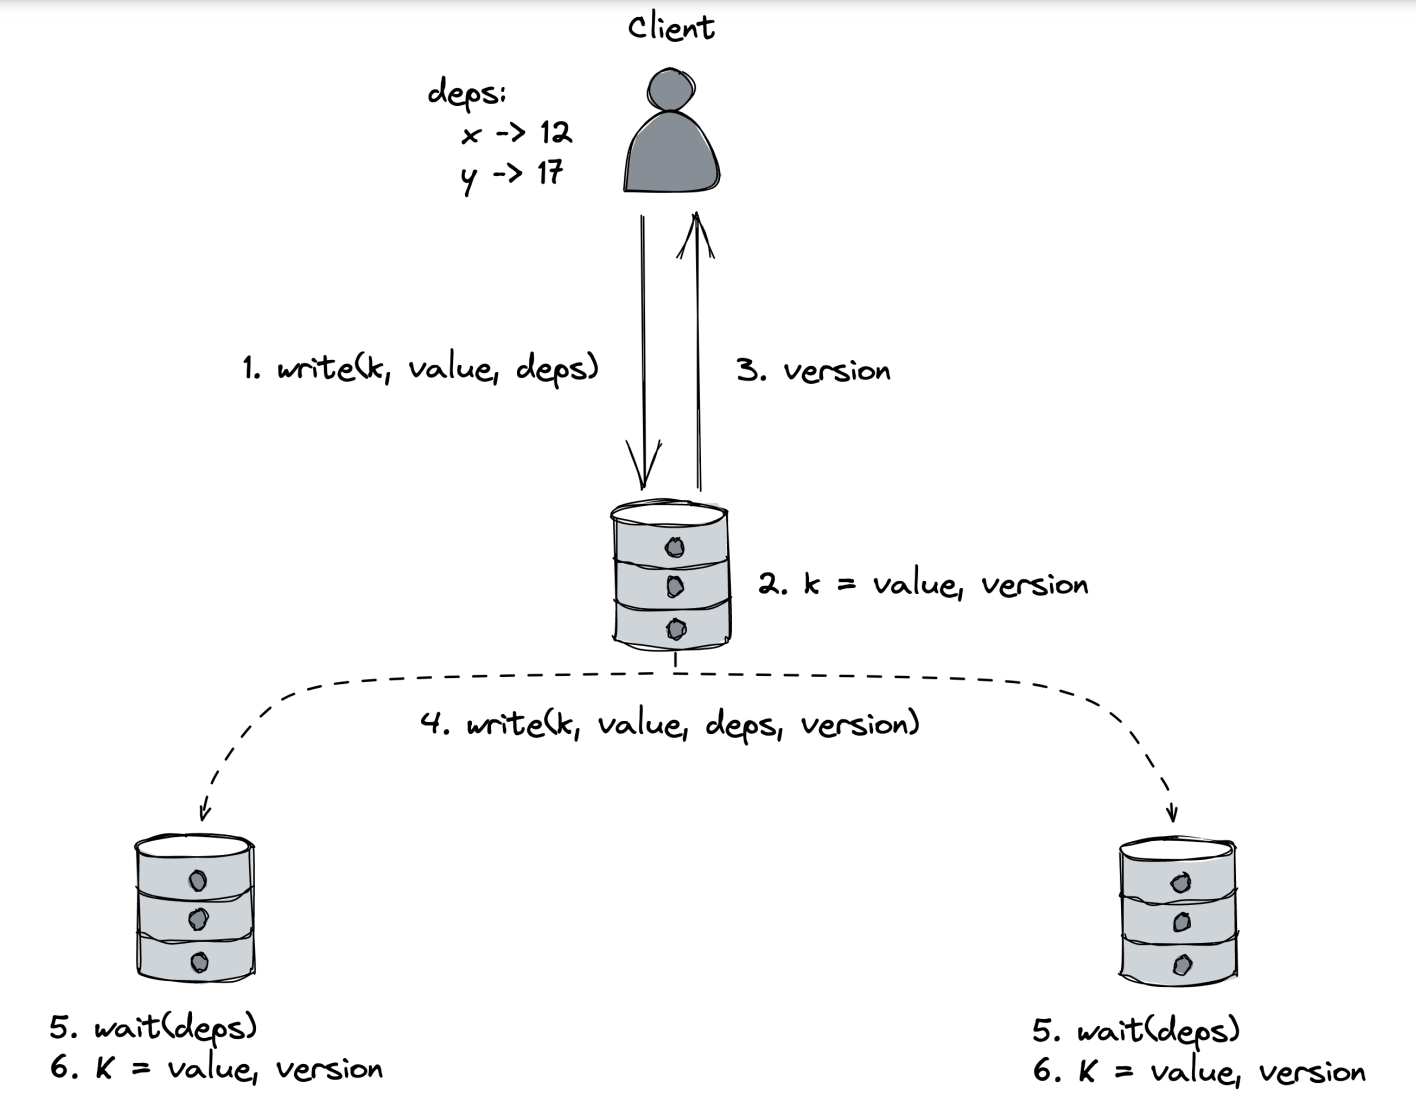 Client
deps:
x -> 12
y -> 17
1. write(k, value, deps)
3. version
2. k = value, version
4. write(k, value, deps, version)
5. wait(deps)
6. K = value, version
5. wait(deps)
6. K = value, version